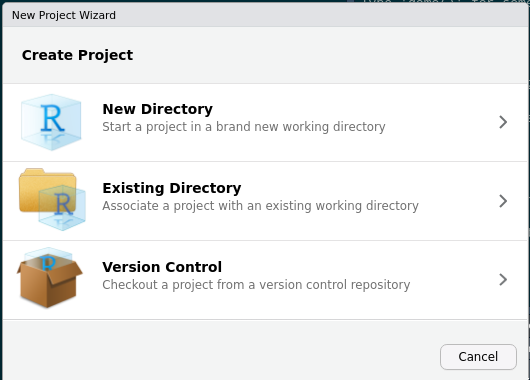 New Project Wizard
Create Project
New Directory
Start a project in a brand new working directory
Existing Directory
Associate a project with an existing working directory
Version Control
Checkout a project from a version control repository
Cancel